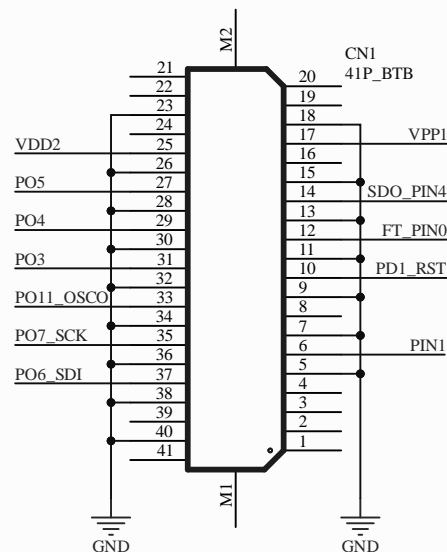 M2
CN1
41P_BTB
21
22
23
24
VDD2 25
26
PO5 27
28
PO4 29
30
PO3 31
32
PO11_OSCO 33
34
PO7_SCK 35
36
PO6_SDI 37
38
39
40
41
20
19
18
17 VPP1
16
15
14 SDO_PIN4
13
12 FT_PIN0
11
10 PD1_RST
9
8
7
6 PIN1
5
4
3
2
1
M1
GND
GND